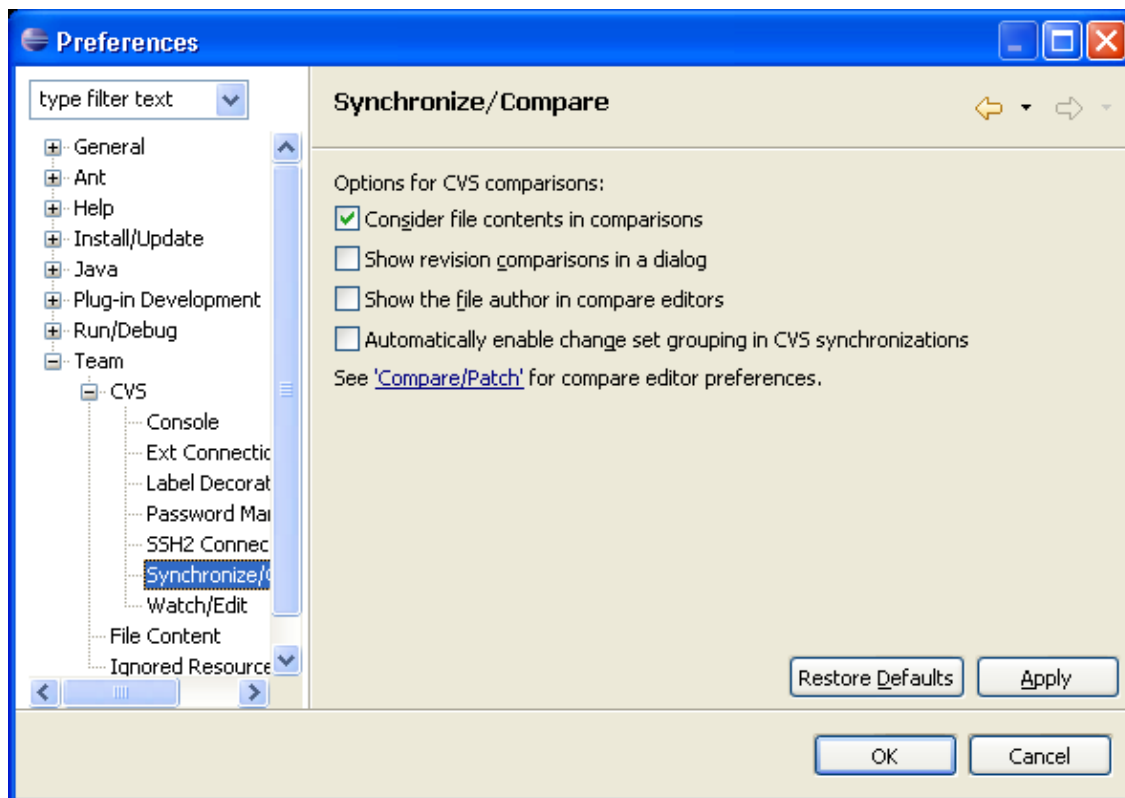 Preferences
type filter text
General
Ant
Help
Install/Update
Java
Plug-in Development
Run/Debug
Team
CVS
Console
Ext Connectic
Label Decorat
Password Mar
SSH2 Connec
Synchronize/C
Watch/Edit
File Content
Ignored Resource
Synchronize/Compare
Options for CVS comparisons:
Consider file contents in comparisons
Show revision comparisons in a dialog
Show the file author in compare editors
Automatically enable change set grouping in CVS synchronizations
See 'Compare/Patch' for compare editor preferences.
Restore Defaults
Apply
OK
Cancel